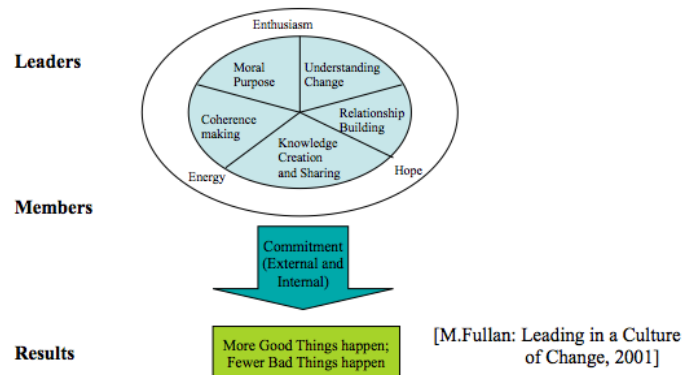 Enthusiasm
Leaders
Moral
Purpose
Understanding
Change
Coherence
making
Relationship
Building
Knowledge
Creation
and Sharing
Energy
Hope
Members
Commitment
(External and
Internal)
Results
More Good Things happen;
Fewer Bad Things happen
[M.Fullan: Leading in a Culture
of Change, 2001]